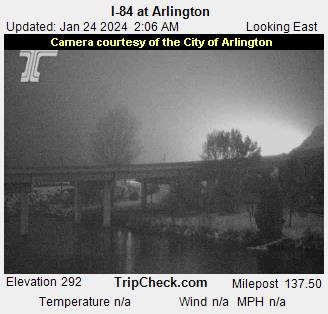 I-84 at Arlington
Updated: Jan 24 2024 2:06 AM Looking East
Camera courtesy of the City of Arlington
Elevation 292 TripCheck.com Milepost 137.50
Temperature n/a Wind n/a MPH n/a